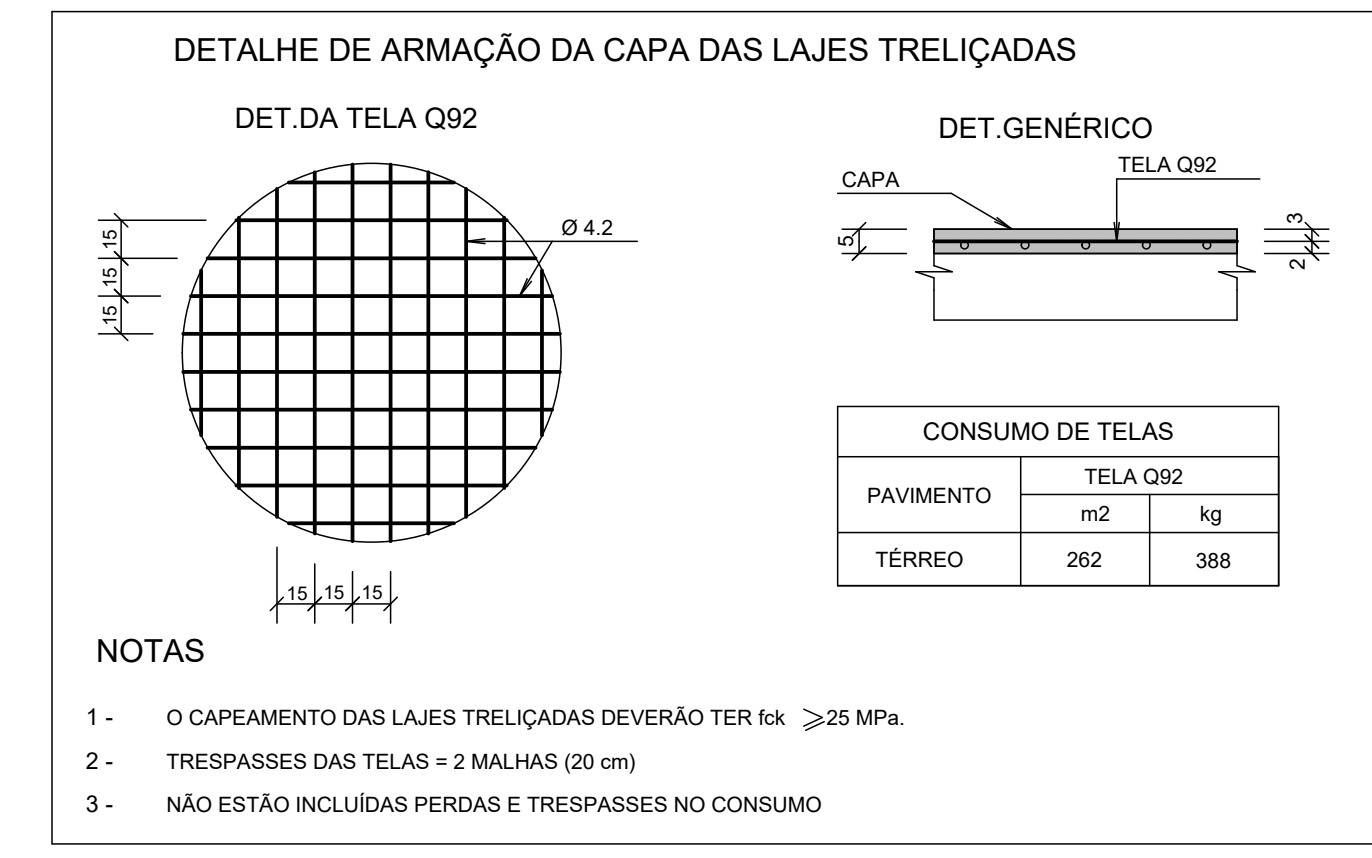 DETALHE DE ARMAÇÃO DA CAPA DAS LAJES TRELIÇADAS
DET.DA TELA Q92
15
15
15
Ø 4.2
15 15 15
DET.GENÉRICO
CAPA
TELA Q92
5
3
2
CONSUMO DE TELAS
PAVIMENTO
TELA Q92
m2 kg
TÉRREO 262 388
NOTAS
1 - O CAPEAMENTO DAS LAJES TRELIÇADAS DEVERÃO TER fck ⩾25 MPa.
2 - TRESPASSES DAS TELAS = 2 MALHAS (20 cm)
3 - NÃO ESTÃO INCLUÍDAS PERDAS E TRESPASSES NO CONSUMO